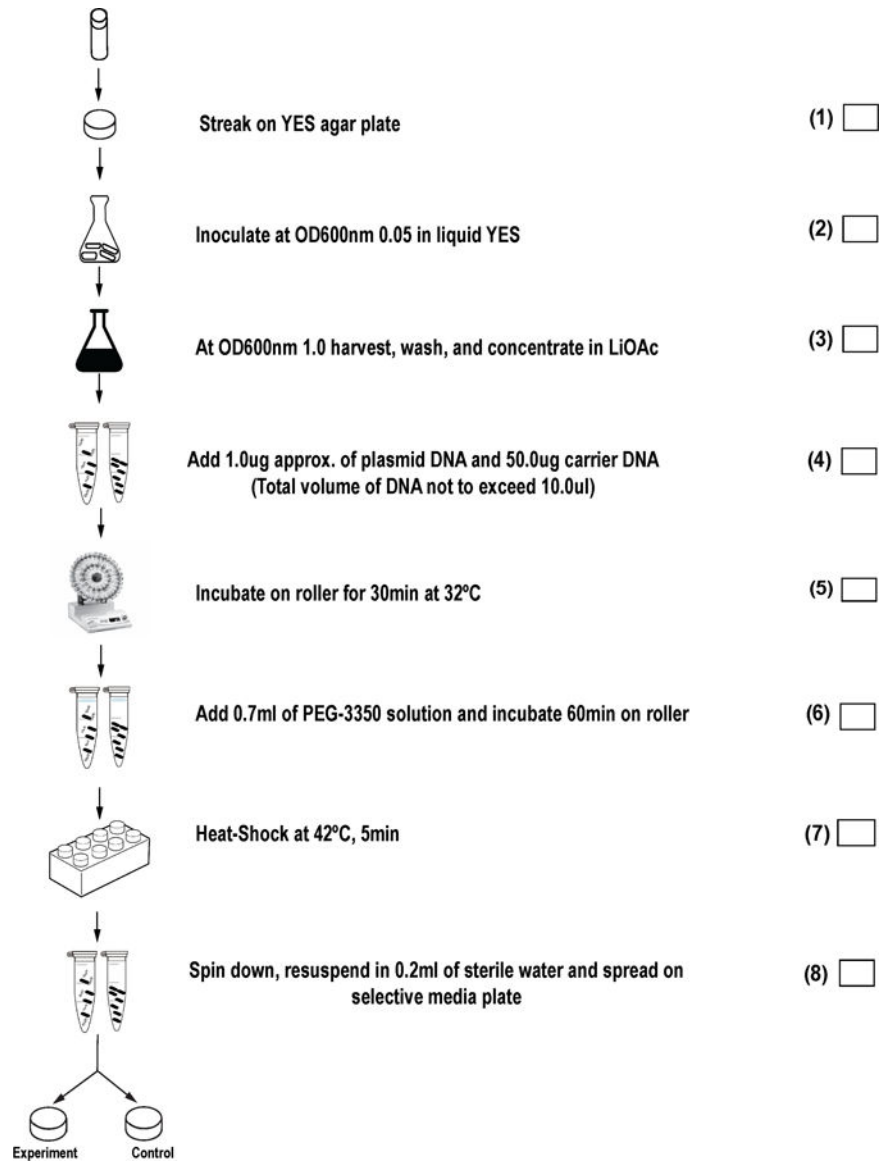 Streak on YES agar plate
(1)
Inoculate at OD600nm 0.05 in liquid YES
(2)
At OD600nm 1.0 harvest, wash, and concentrate in LiOAc
(3)
Add 1.0ug approx. of plasmid DNA and 50.0ug carrier DNA
(Total volume of DNA not to exceed 10.0ul)
(4)
Incubate on roller for 30min at 32ºC
(5)
Add 0.7ml of PEG-3350 solution and incubate 60min on roller
(6)
Heat-Shock at 42ºC, 5min
(7)
Spin down, resuspend in 0.2ml of sterile water and spread on
selective media plate
(8)
Experiment
Control